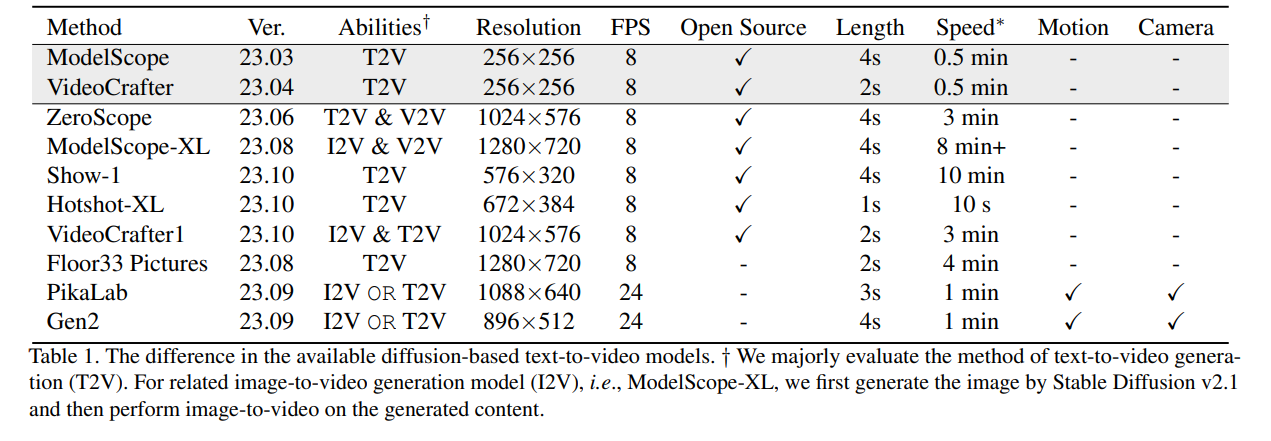 Method Ver. Abilities† Resolution FPS Open Source Length Speed* Motion Camera
ModelScope 23.03 T2V 256×256 8 ✓ 4s 0.5 min - -
VideoCrafter 23.04 T2V 256×256 8 ✓ 2s 0.5 min - -
ZeroScope 23.06 T2V & V2V 1024×576 8 ✓ 4s 3 min - -
ModelScope-XL 23.08 I2V & V2V 1280×720 8 ✓ 4s 8 min+ - -
Show-1 23.10 T2V 576×320 8 ✓ 4s 10 min - -
Hotshot-XL 23.10 T2V 672×384 8 ✓ 1s 10 s - -
VideoCrafter1 23.10 I2V & T2V 1024×576 8 ✓ 2s 3 min - -
Floor33 Pictures 23.08 T2V 1280×720 8 - 2s 4 min - -
PikaLab 23.09 I2V OR T2V 1088×640 24 - 3s 1 min ✓ ✓
Gen2 23.09 I2V OR T2V 896×512 24 - 4s 1 min ✓ ✓
Table 1. The difference in the available diffusion-based text-to-video models. † We majorly evaluate the method of text-to-video genera-
tion (T2V). For related image-to-video generation model (I2V), i.e., ModelScope-XL, we first generate the image by Stable Diffusion v2.1
and then perform image-to-video on the generated content.